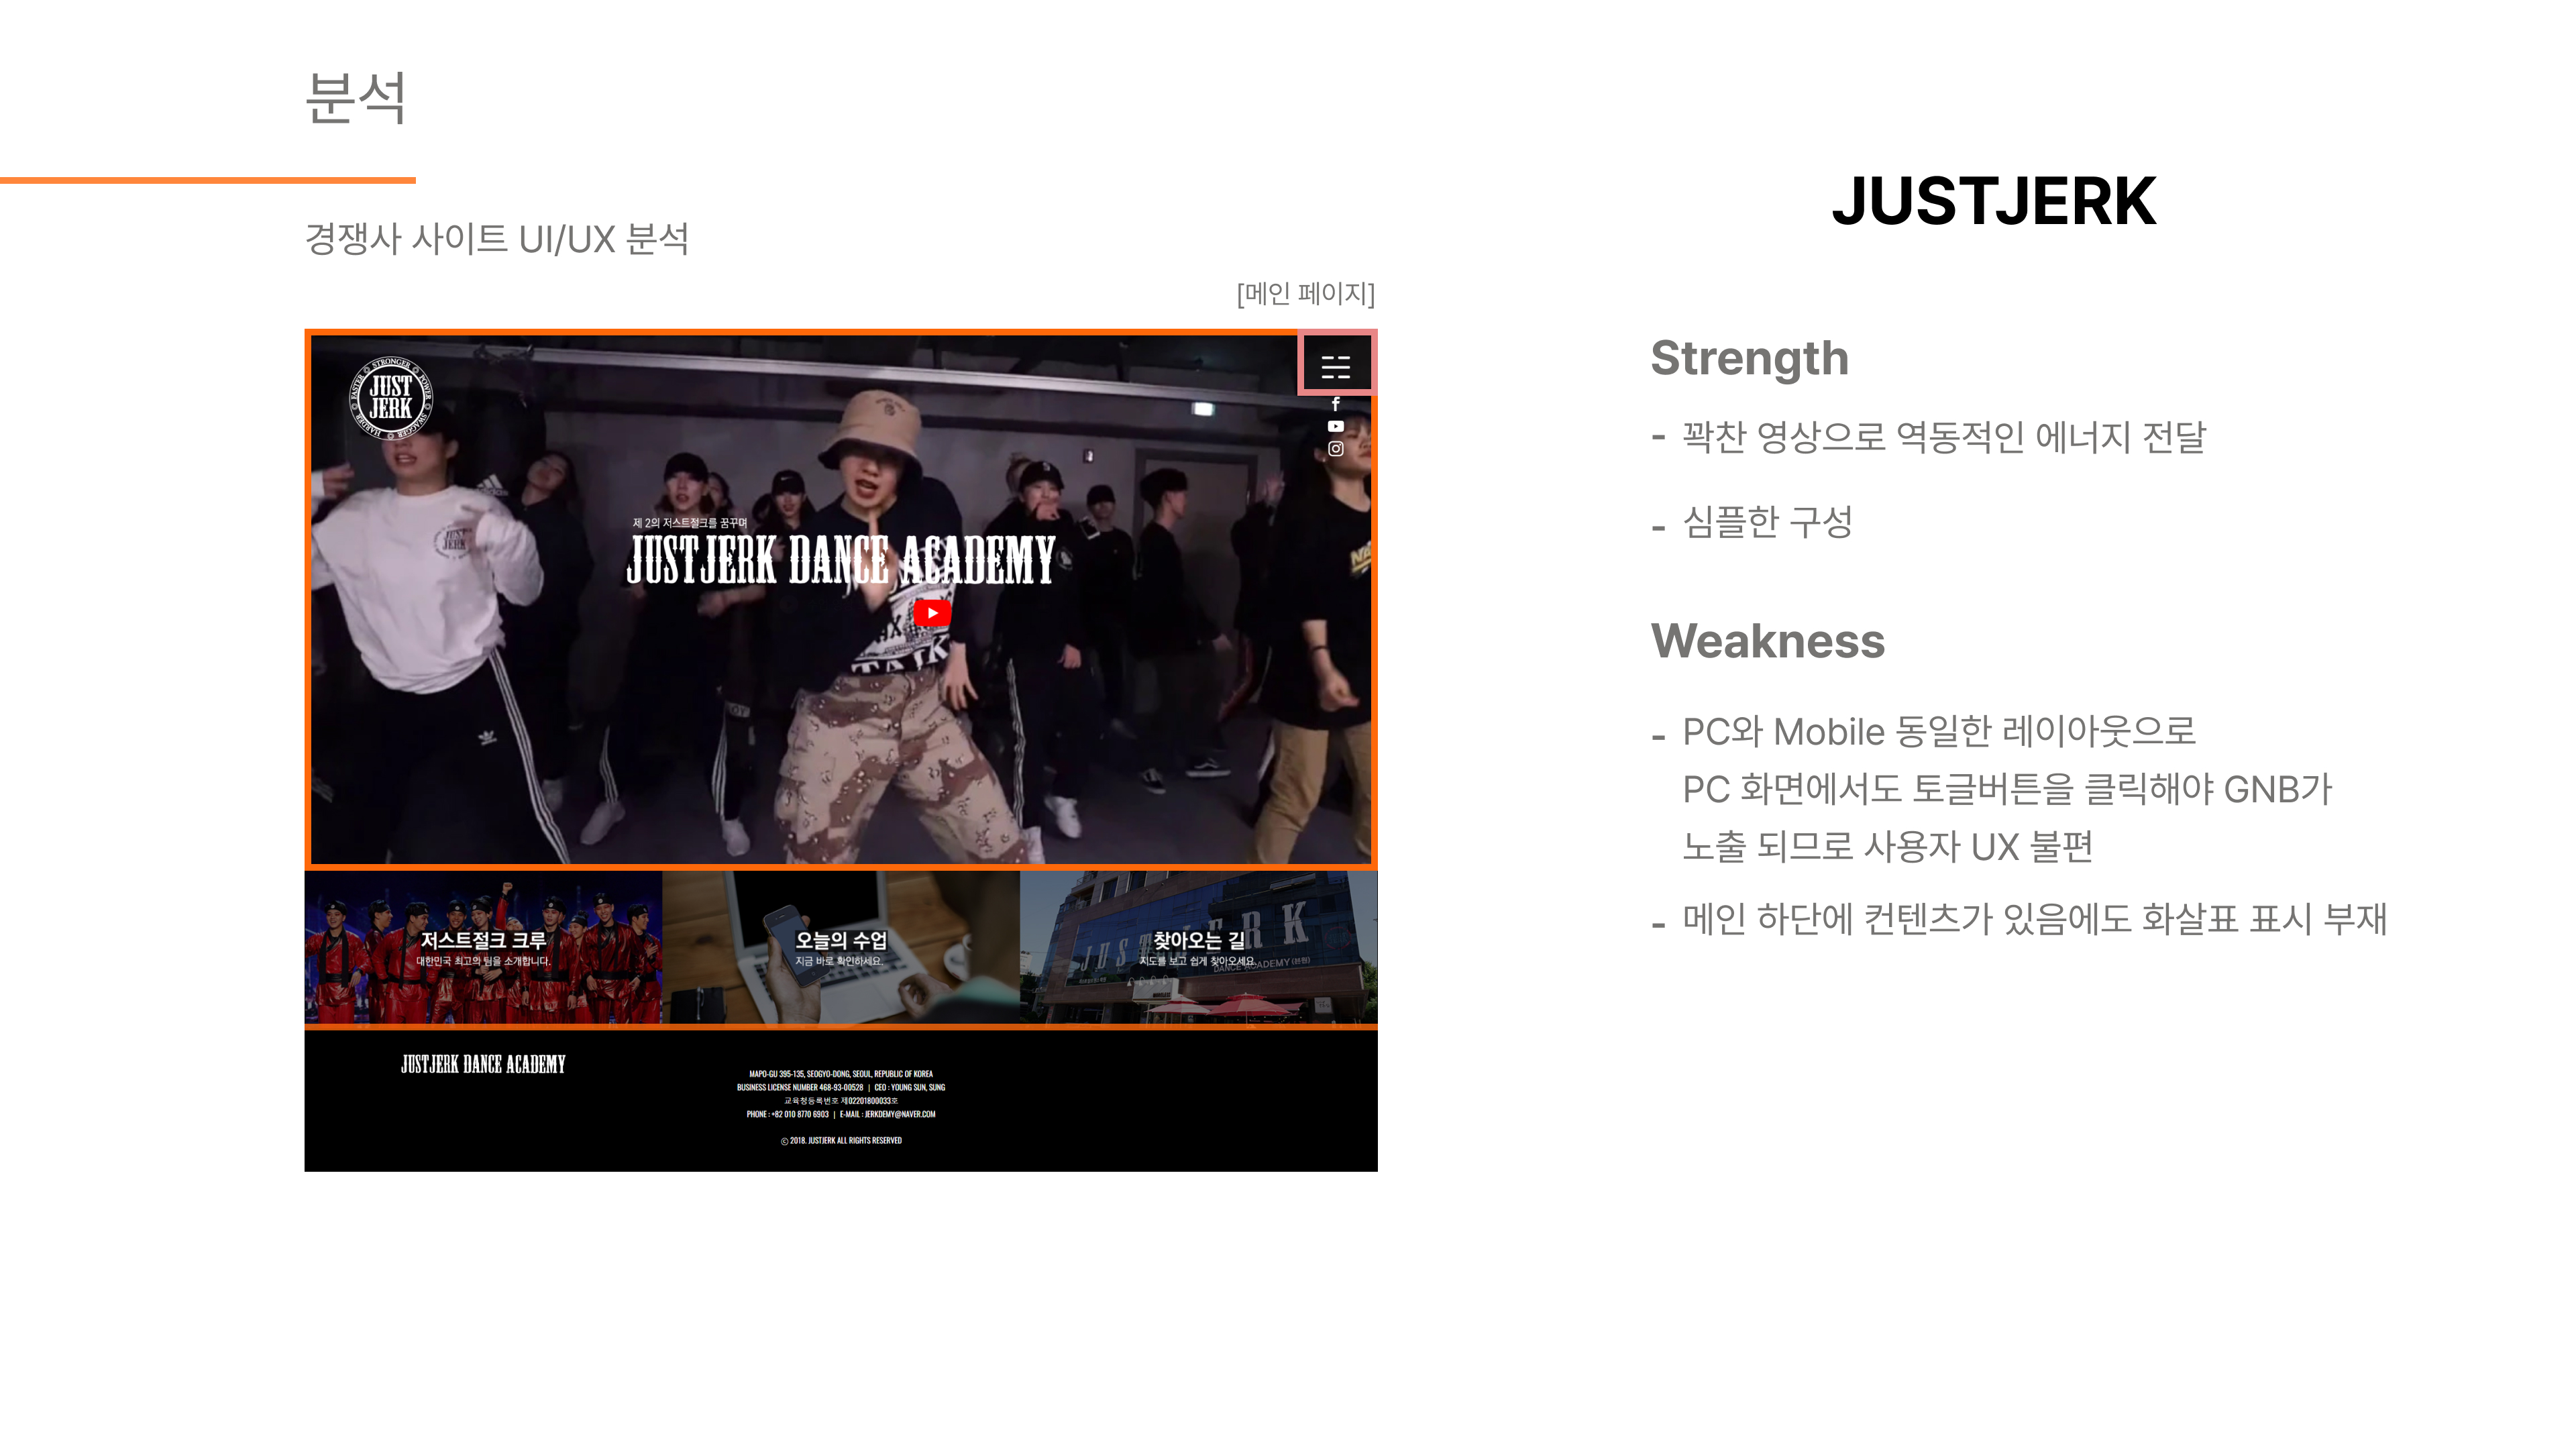 분석
경쟁사 사이트 UI/UX 분석
[메인 페이지]
STRONGER POWER SWAGGER HARDER FASTER
JUST
JERK
제 2의 저스트절크를 꿈꾸며
JUSTJERK DANCE ACADEMY
저스트절크 크루
대한민국 최고의 팀을 소개합니다.
오늘의 수업
지금 바로 확인하세요.
JUSTJERK
DANCE ACADEMY (본원)
찾아오는 길
지도를 보고 쉽게 찾아오세요.
JUSTJERK DANCE ACADEMY
MAPO-GU 395-135, SEOGYO-DONG, SEOUL, REPUBLIC OF KOREA
BUSINESS LICENSE NUMBER 468-93-00528 | CEO : YOUNG SUN, SUNG
교육청등록번호 제02201800033호
PHONE : +82 010 8770 6903 | E-MAIL : JERKDEMY@NAVER.COM
ⓒ 2018. JUSTJERK ALL RIGHTS RESERVED
JUSTJERK
Strength
- 꽉찬 영상으로 역동적인 에너지 전달
- 심플한 구성
Weakness
- PC와 Mobile 동일한 레이아웃으로
PC 화면에서도 토글버튼을 클릭해야 GNB가
노출 되므로 사용자 UX 불편
- 메인 하단에 컨텐츠가 있음에도 화살표 표시 부재